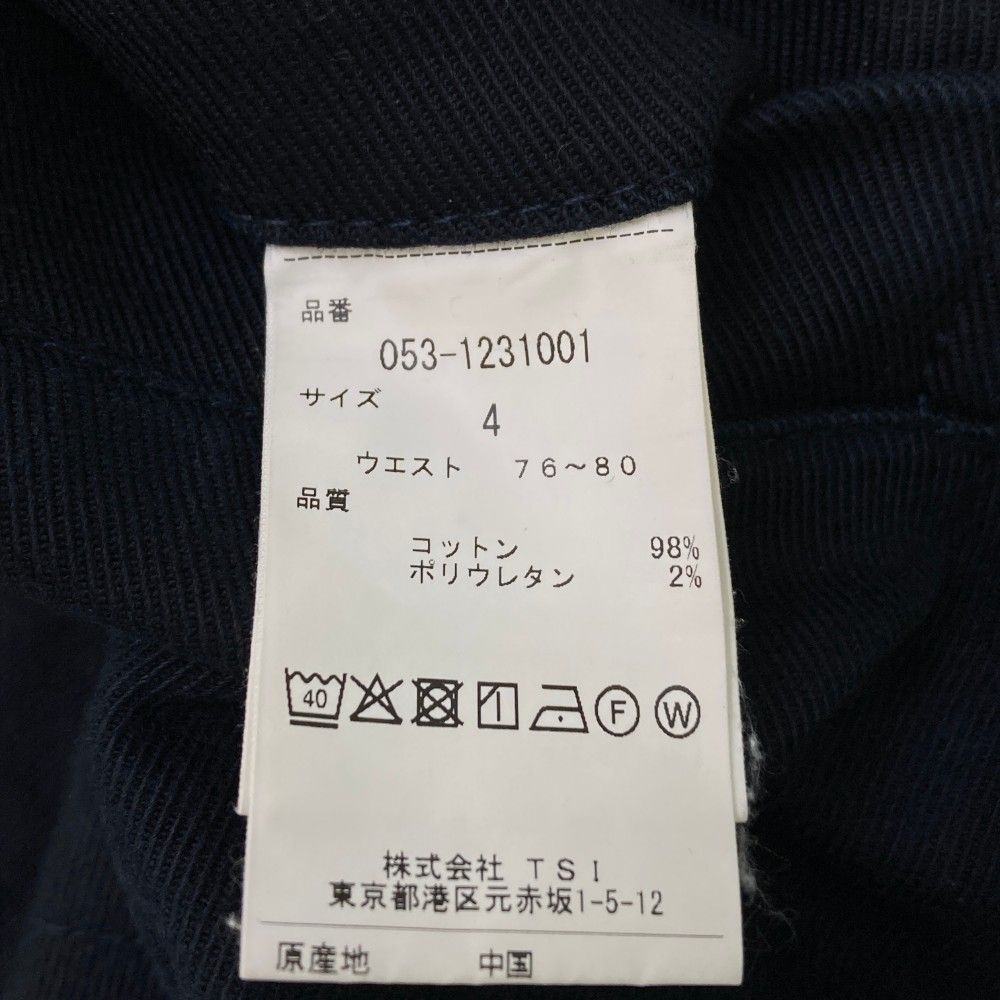 品番
053-1231001
サイズ
4
ウエスト 76～80
品質
コットン 98%
ポリウレタン 2%
40 F W
株式会社 TSI
東京都港区元赤坂1-5-12
原産地 中国